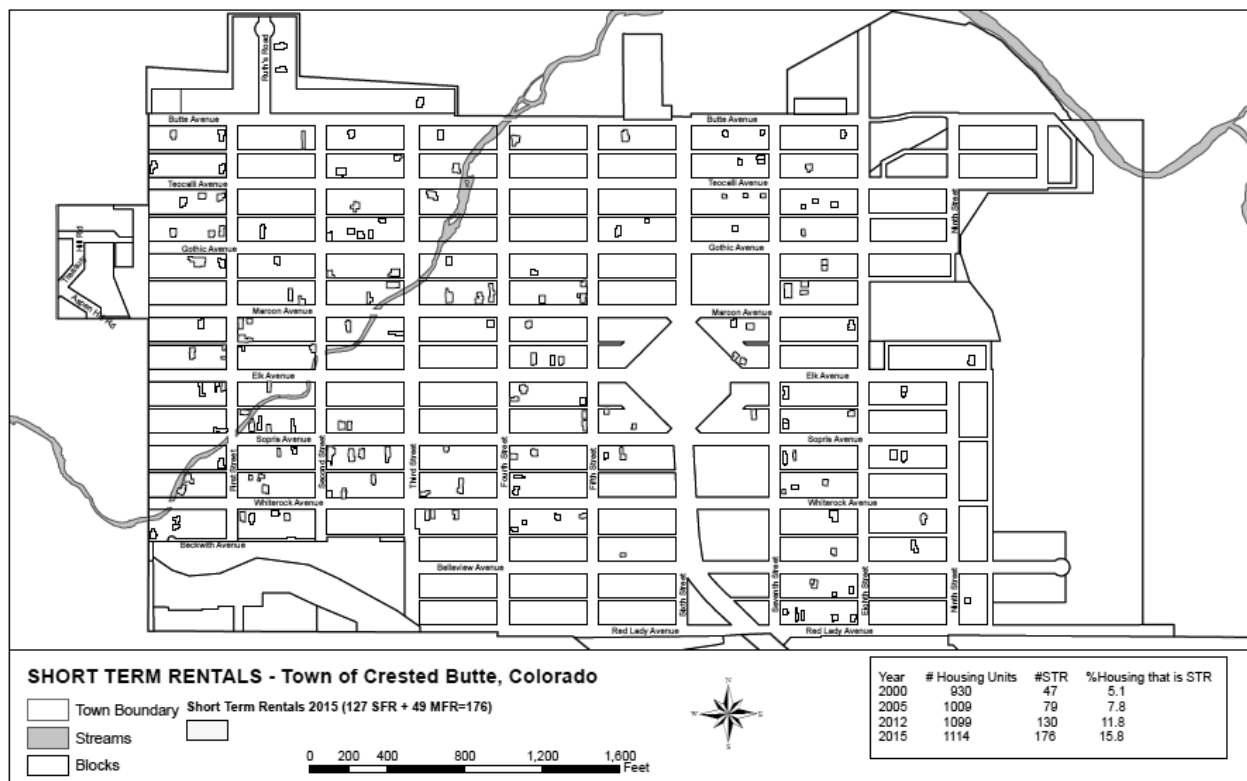 Ruth's Road
Butte Avenue
Butte Avenue
Teocalli Avenue
Teocalli Avenue
Ninth Street
Hill Rd
Treasury
Aspen Hill Rd
Gothic Avenue
Gothic Avenue
Maroon Avenue
Maroon Avenue
Elk Avenue
Elk Avenue
Sopris Avenue
Sopris Avenue
First Street
Second Street
Third Street
Fourth Street
Fifth Street
Whiterock Avenue
Whiterock Avenue
Beckwith Avenue
Belleview Avenue
Sixth Street
Seventh Street
Eighth Street
Ninth Street
Red Lady Avenue
Red Lady Avenue
SHORT TERM RENTALS - Town of Crested Butte, Colorado
Town Boundary
Streams
Blocks
Short Term Rentals 2015 (127 SFR + 49 MFR=176)
0 200 400 800 1,200 1,600
Feet
N
W E
S
Year # Housing Units #STR %Housing that is STR
2000 930 47 5.1
2005 1009 79 7.8
2012 1099 130 11.8
2015 1114 176 15.8